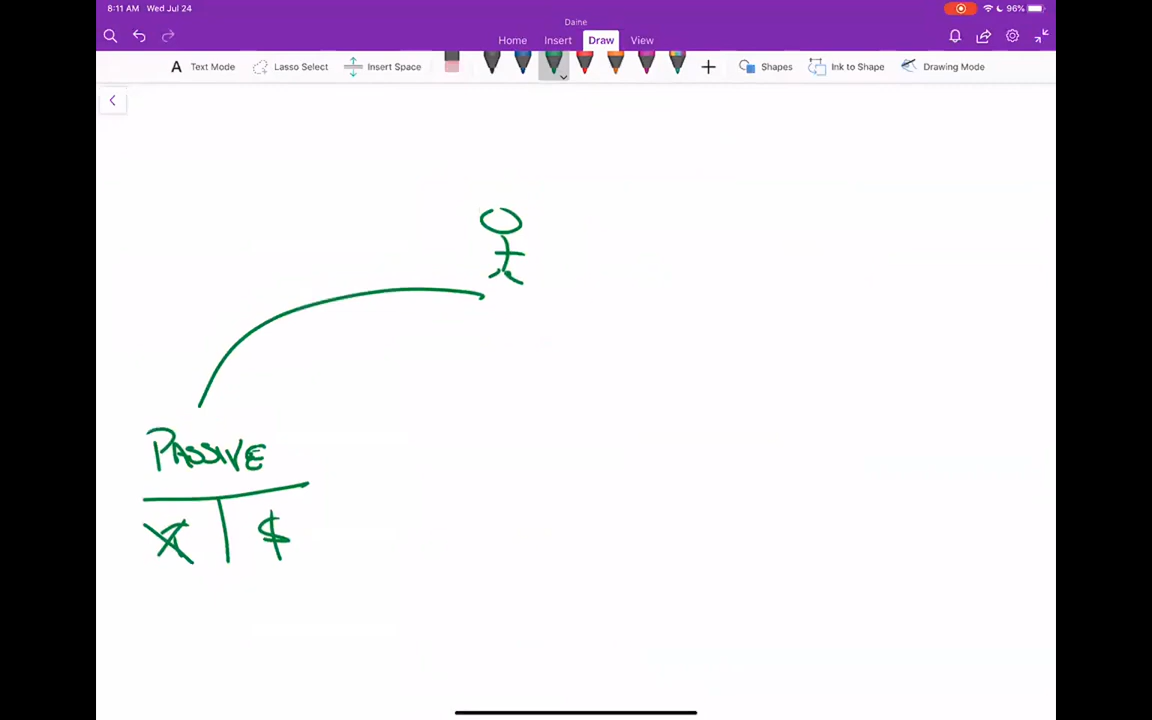 8:11 AM Wed Jul 24
96%
Daine
Home Insert Draw View
Text Mode Lasso Select Insert Space Shapes Ink to Shape Drawing Mode
PASSIVE
$